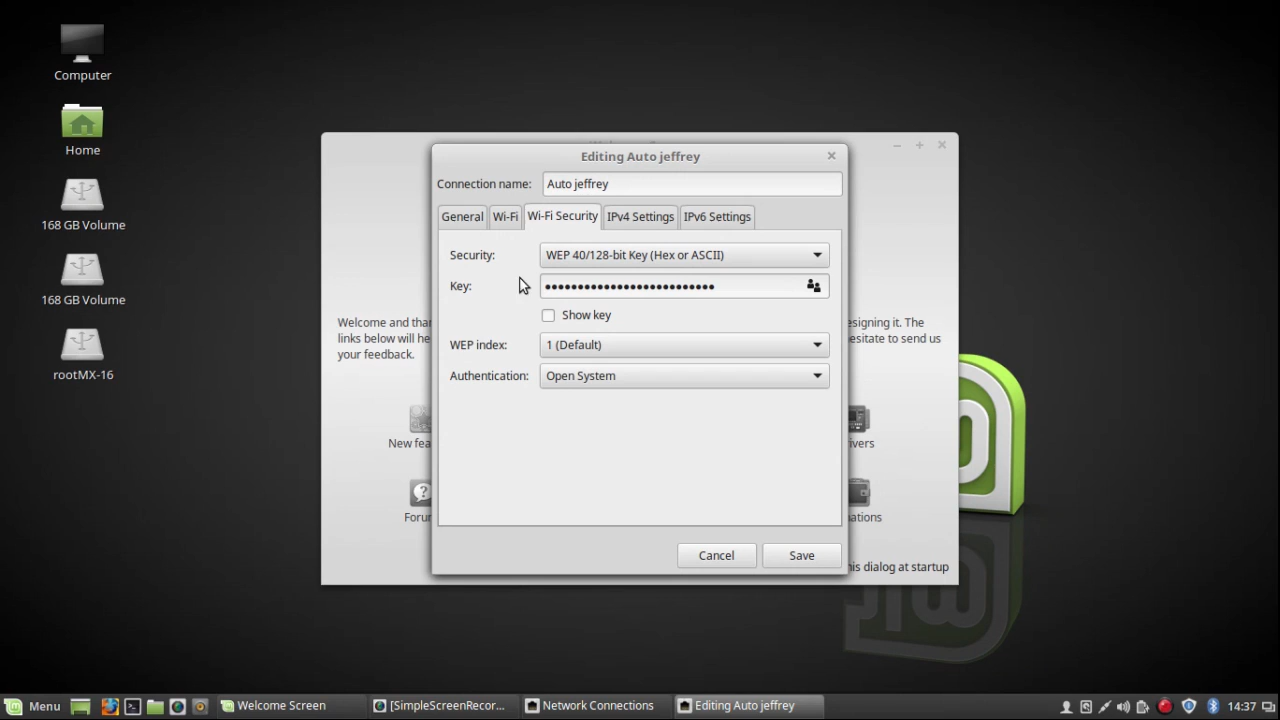 Computer
Home
168 GB Volume
168 GB Volume
rootMX-16
Editing Auto jeffrey
Connection name: Auto jeffrey
General Wi-Fi Wi-Fi Security IPv4 Settings IPv6 Settings
Security: WEP 40/128-bit Key (Hex or ASCII)
Key: ••••••••••••••••••••••••••
Show key
WEP index: 1 (Default)
Authentication: Open System
Cancel Save
Welcome and
links below will he
your feedback.
esigning it. The
esitate to send us
New fea
rivers
Foru
ations
his dialog at startup
Menu Welcome Screen [SimpleScreenRecor... Network Connections Editing Auto jeffrey 14:37